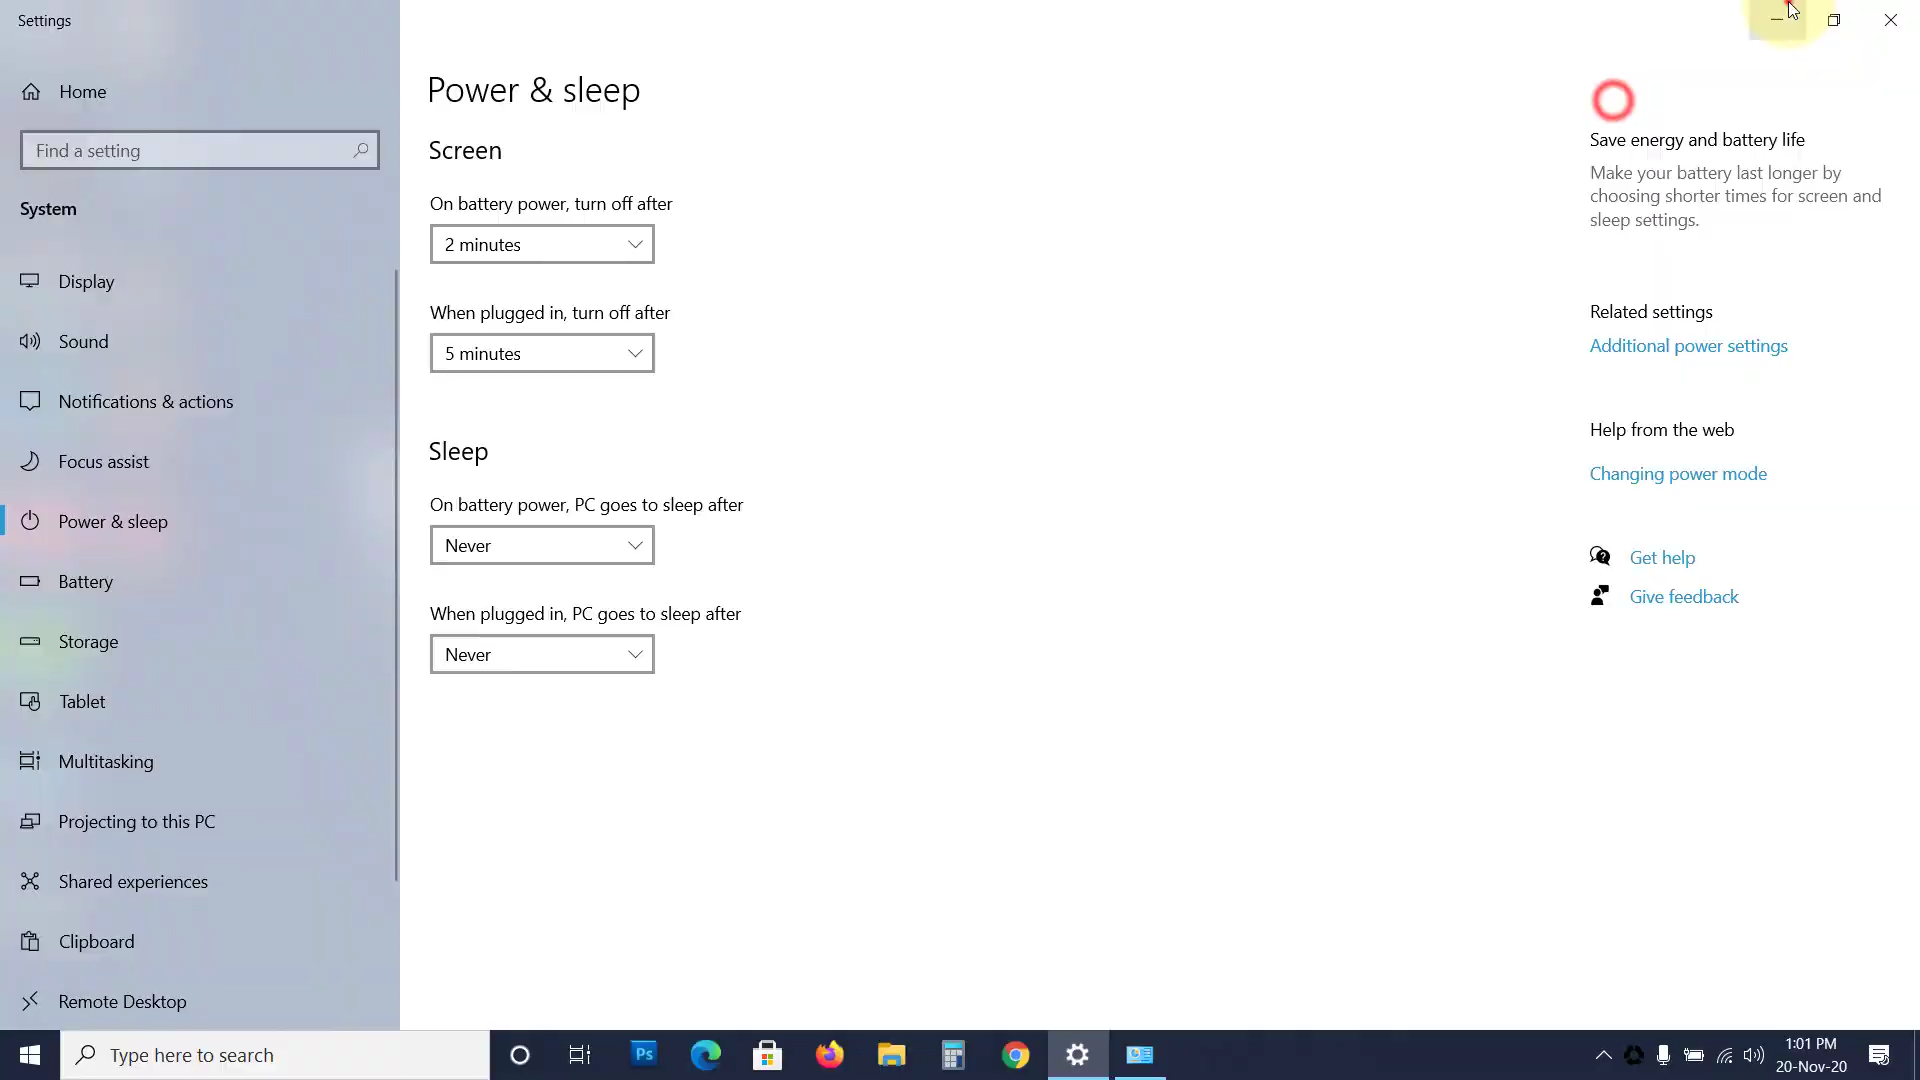 Settings
Home
Find a setting
System
Display
Sound
Notifications & actions
Focus assist
Power & sleep
Battery
Storage
Tablet
Multitasking
Projecting to this PC
Shared experiences
Clipboard
Remote Desktop
Power & sleep
Screen
On battery power, turn off after
2 minutes
When plugged in, turn off after
5 minutes
Sleep
On battery power, PC goes to sleep after
Never
When plugged in, PC goes to sleep after
Never
Save energy and battery life
Make your battery last longer by
choosing shorter times for screen and
sleep settings.
Related settings
Additional power settings
Help from the web
Changing power mode
Get help
Give feedback
Type here to search
Ps
1:01 PM
20-Nov-20